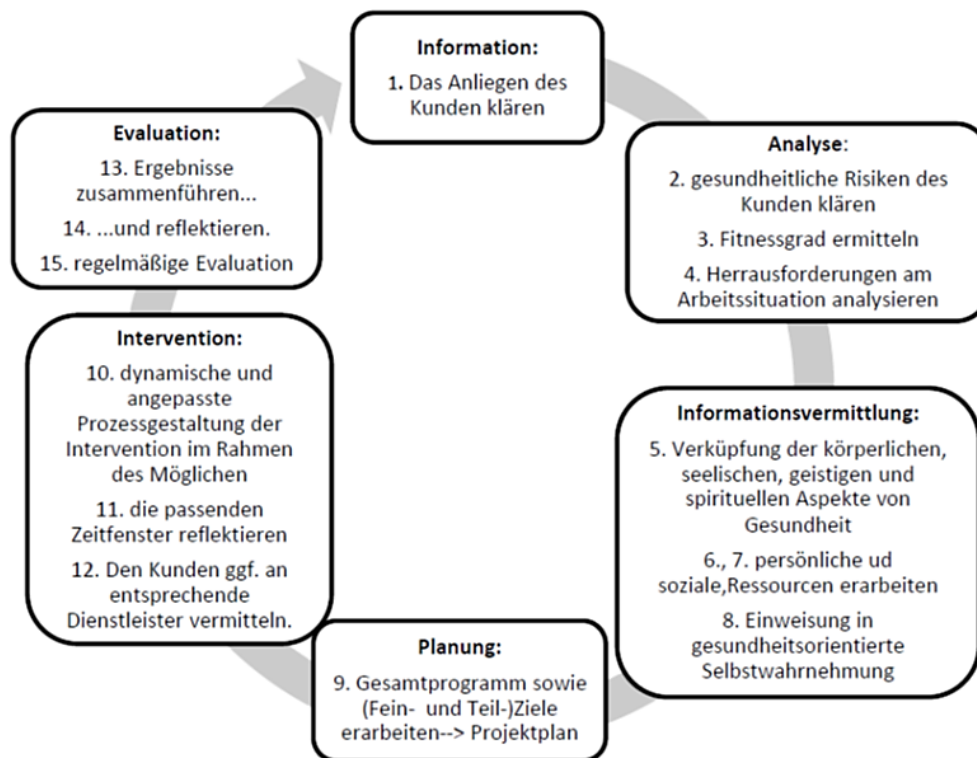 Information:
1. Das Anliegen des
Kunden klären
Analyse:
2. gesundheitliche Risiken des
Kunden klären
3. Fitnessgrad ermitteln
4. Herrausforderungen am
Arbeitssituation analysieren
Informationsvermittlung:
5. Verküpfung der körperlichen,
seelischen, geistigen und
spirituellen Aspekte von
Gesundheit
6., 7. persönliche ud
soziale,Ressourcen erarbeiten
8. Einweisung in
gesundheitsorientierte
Selbstwahrnehmung
Planung:
9. Gesamtprogramm sowie
(Fein- und Teil-)Ziele
erarbeiten--> Projektplan
Intervention:
10. dynamische und
angepasste
Prozessgestaltung der
Intervention im Rahmen
des Möglichen
11. die passenden
Zeitfenster reflektieren
12. Den Kunden ggf. an
entsprechende
Dienstleister vermitteln.
Evaluation:
13. Ergebnisse
zusammenführen...
14. ...und reflektieren.
15. regelmäßige Evaluation